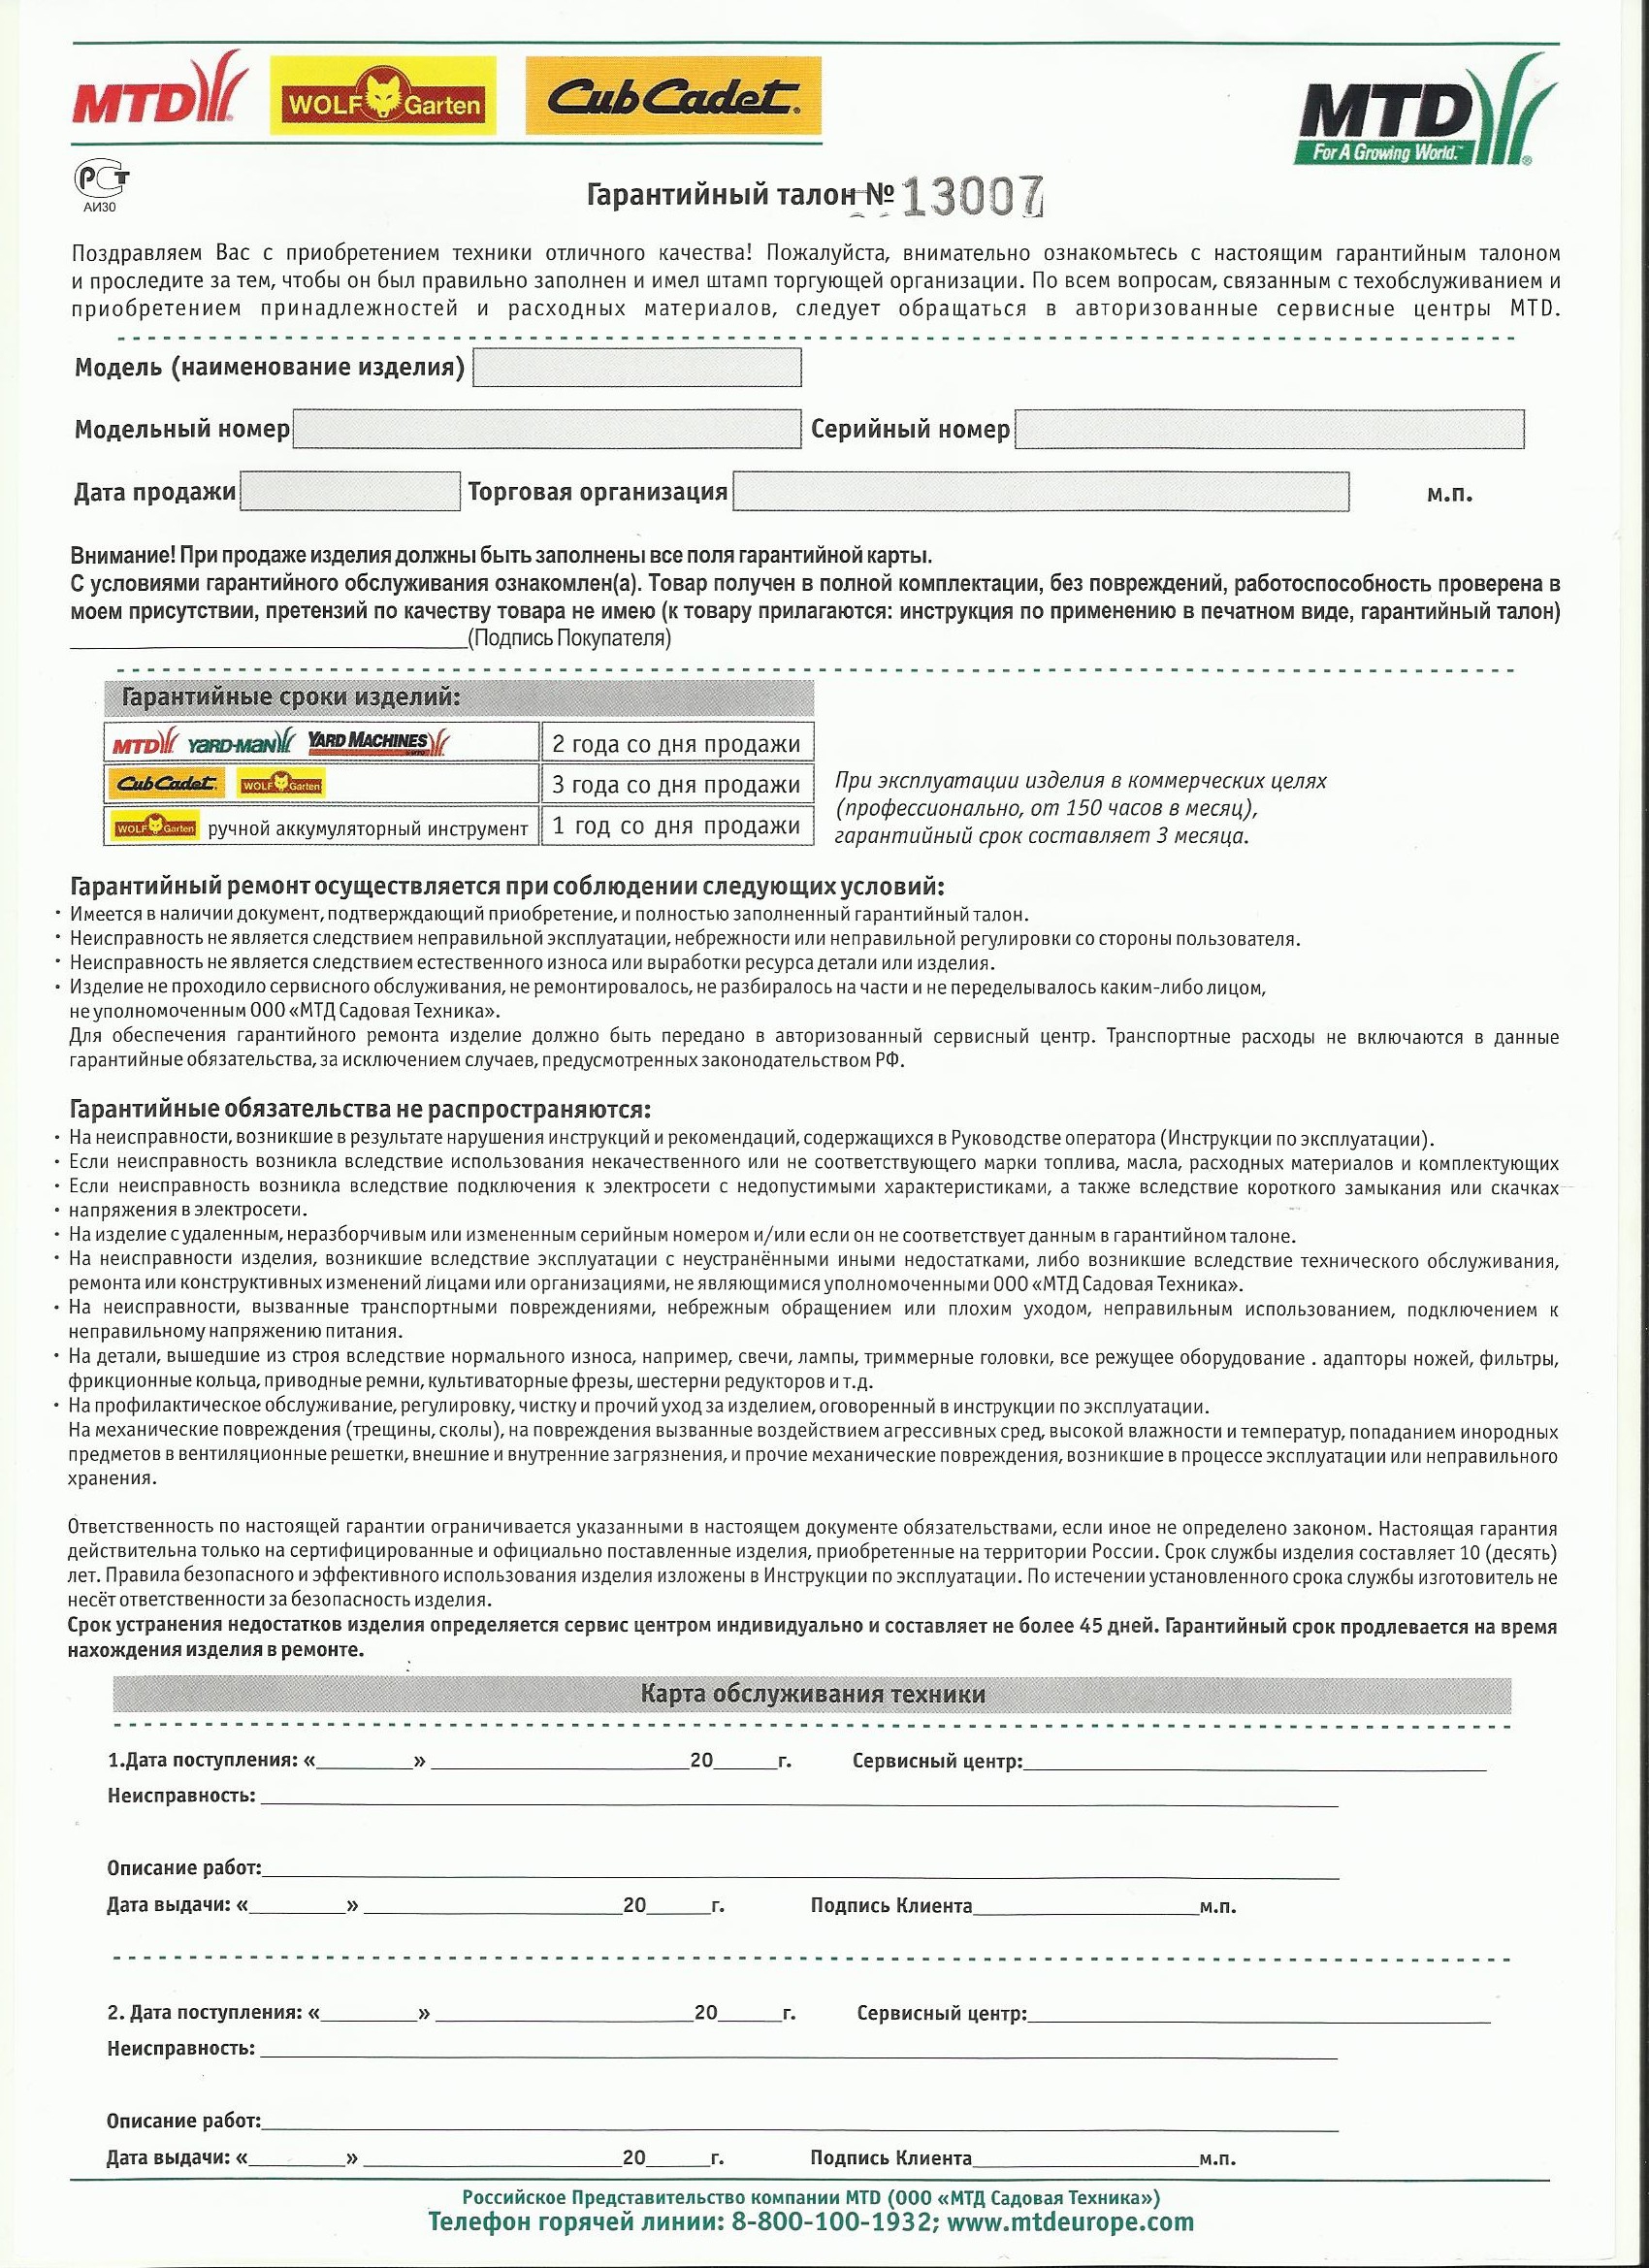 MTD WOLF Garten Cub Cadet. MTD
For A Growing World.™
РСТ
АИ30
Гарантийный талон № 13007
Поздравляем Вас с приобретением техники отличного качества! Пожалуйста, внимательно ознакомьтесь с настоящим гарантийным талоном
и проследите за тем, чтобы он был правильно заполнен и имел штамп торгующей организации. По всем вопросам, связанным с техобслуживанием и
приобретением принадлежностей и расходных материалов, следует обращаться в авторизованные сервисные центры MTD.
Модель (наименование изделия)
Модельный номер Серийный номер
Дата продажи Торговая организация м.п.
Внимание! При продаже изделия должны быть заполнены все поля гарантийной карты.
С условиями гарантийного обслуживания ознакомлен(а). Товар получен в полной комплектации, без повреждений, работоспособность проверена в
моем присутствии, претензий по качеству товара не имею (к товару прилагаются: инструкция по применению в печатном виде, гарантийный талон)
(Подпись Покупателя)
Гарантийные сроки изделий:
MTD YARD-MAN YARD MACHINES 2 года со дня продажи
Cub Cadet. WOLF Garten 3 года со дня продажи
WOLF Garten ручной аккумуляторный инструмент 1 год со дня продажи
При эксплуатации изделия в коммерческих целях
(профессионально, от 150 часов в месяц),
гарантийный срок составляет 3 месяца.
Гарантийный ремонт осуществляется при соблюдении следующих условий:
• Имеется в наличии документ, подтверждающий приобретение, и полностью заполненный гарантийный талон.
• Неисправность не является следствием неправильной эксплуатации, небрежности или неправильной регулировки со стороны пользователя.
• Неисправность не является следствием естественного износа или выработки ресурса детали или изделия.
• Изделие не проходило сервисного обслуживания, не ремонтировалось, не разбиралось на части и не переделывалось каким-либо лицом,
не уполномоченным ООО «МТД Садовая Техника».
Для обеспечения гарантийного ремонта изделие должно быть передано в авторизованный сервисный центр. Транспортные расходы не включаются в данные
гарантийные обязательства, за исключением случаев, предусмотренных законодательством РФ.
Гарантийные обязательства не распространяются:
• На неисправности, возникшие в результате нарушения инструкций и рекомендаций, содержащихся в Руководстве оператора (Инструкции по эксплуатации).
• Если неисправность возникла вследствие использования некачественного или не соответствующего марки топлива, масла, расходных материалов и комплектующих
• Если неисправность возникла вследствие подключения к электросети с недопустимыми характеристиками, а также вследствие короткого замыкания или скачках
• напряжения в электросети.
• На изделие с удаленным, неразборчивым или измененным серийным номером и/или если он не соответствует данным в гарантийном талоне.
• На неисправности изделия, возникшие вследствие эксплуатации с неустранёнными иными недостатками, либо возникшие вследствие технического обслуживания,
ремонта или конструктивных изменений лицами или организациями, не являющимися уполномоченными ООО «МТД Садовая Техника».
• На неисправности, вызванные транспортными повреждениями, небрежным обращением или плохим уходом, неправильным использованием, подключением к
неправильному напряжению питания.
• На детали, вышедшие из строя вследствие нормального износа, например, свечи, лампы, триммерные головки, все режущее оборудование . адапторы ножей, фильтры,
фрикционные кольца, приводные ремни, культиваторные фрезы, шестерни редукторов и т.д.
• На профилактическое обслуживание, регулировку, чистку и прочий уход за изделием, оговоренный в инструкции по эксплуатации.
На механические повреждения (трещины, сколы), на повреждения вызванные воздействием агрессивных сред, высокой влажности и температур, попаданием инородных
предметов в вентиляционные решетки, внешние и внутренние загрязнения, и прочие механические повреждения, возникшие в процессе эксплуатации или неправильного
хранения.
Ответственность по настоящей гарантии ограничивается указанными в настоящем документе обязательствами, если иное не определено законом. Настоящая гарантия
действительна только на сертифицированные и официально поставленные изделия, приобретенные на территории России. Срок службы изделия составляет 10 (десять)
лет. Правила безопасного и эффективного использования изделия изложены в Инструкции по эксплуатации. По истечении установленного срока службы изготовитель не
несёт ответственности за безопасность изделия.
Срок устранения недостатков изделия определяется сервис центром индивидуально и составляет не более 45 дней. Гарантийный срок продлевается на время
нахождения изделия в ремонте.
Карта обслуживания техники
1.Дата поступления: «________» ____________________20_____г. Сервисный центр:____________________
Неисправность: ____________________
Описание работ:____________________
Дата выдачи: «________» ____________________20_____г. Подпись Клиента____________________м.п.
2. Дата поступления: «________» ____________________20_____г. Сервисный центр:____________________
Неисправность: ____________________
Описание работ:____________________
Дата выдачи: «________» ____________________20_____г. Подпись Клиента____________________м.п.
Российское Представительство компании MTD (ООО «МТД Садовая Техника»)
Телефон горячей линии: 8-800-100-1932; www.mtdeurope.com